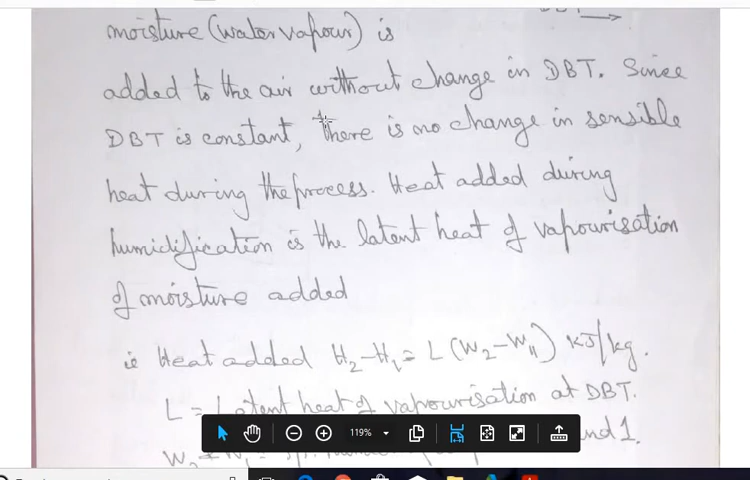 moisture (water vapour) is
added to the air without change in DBT. Since
DBT is constant, there is no change in sensible
heat during the process. Heat added during
humidification is the latent heat of vapourisation
of moisture added
ie Heat added H2-H1 = L (W2-W1) KJ/kg.
L = Latent heat of vapourisation at DBT.
119%
and 1.